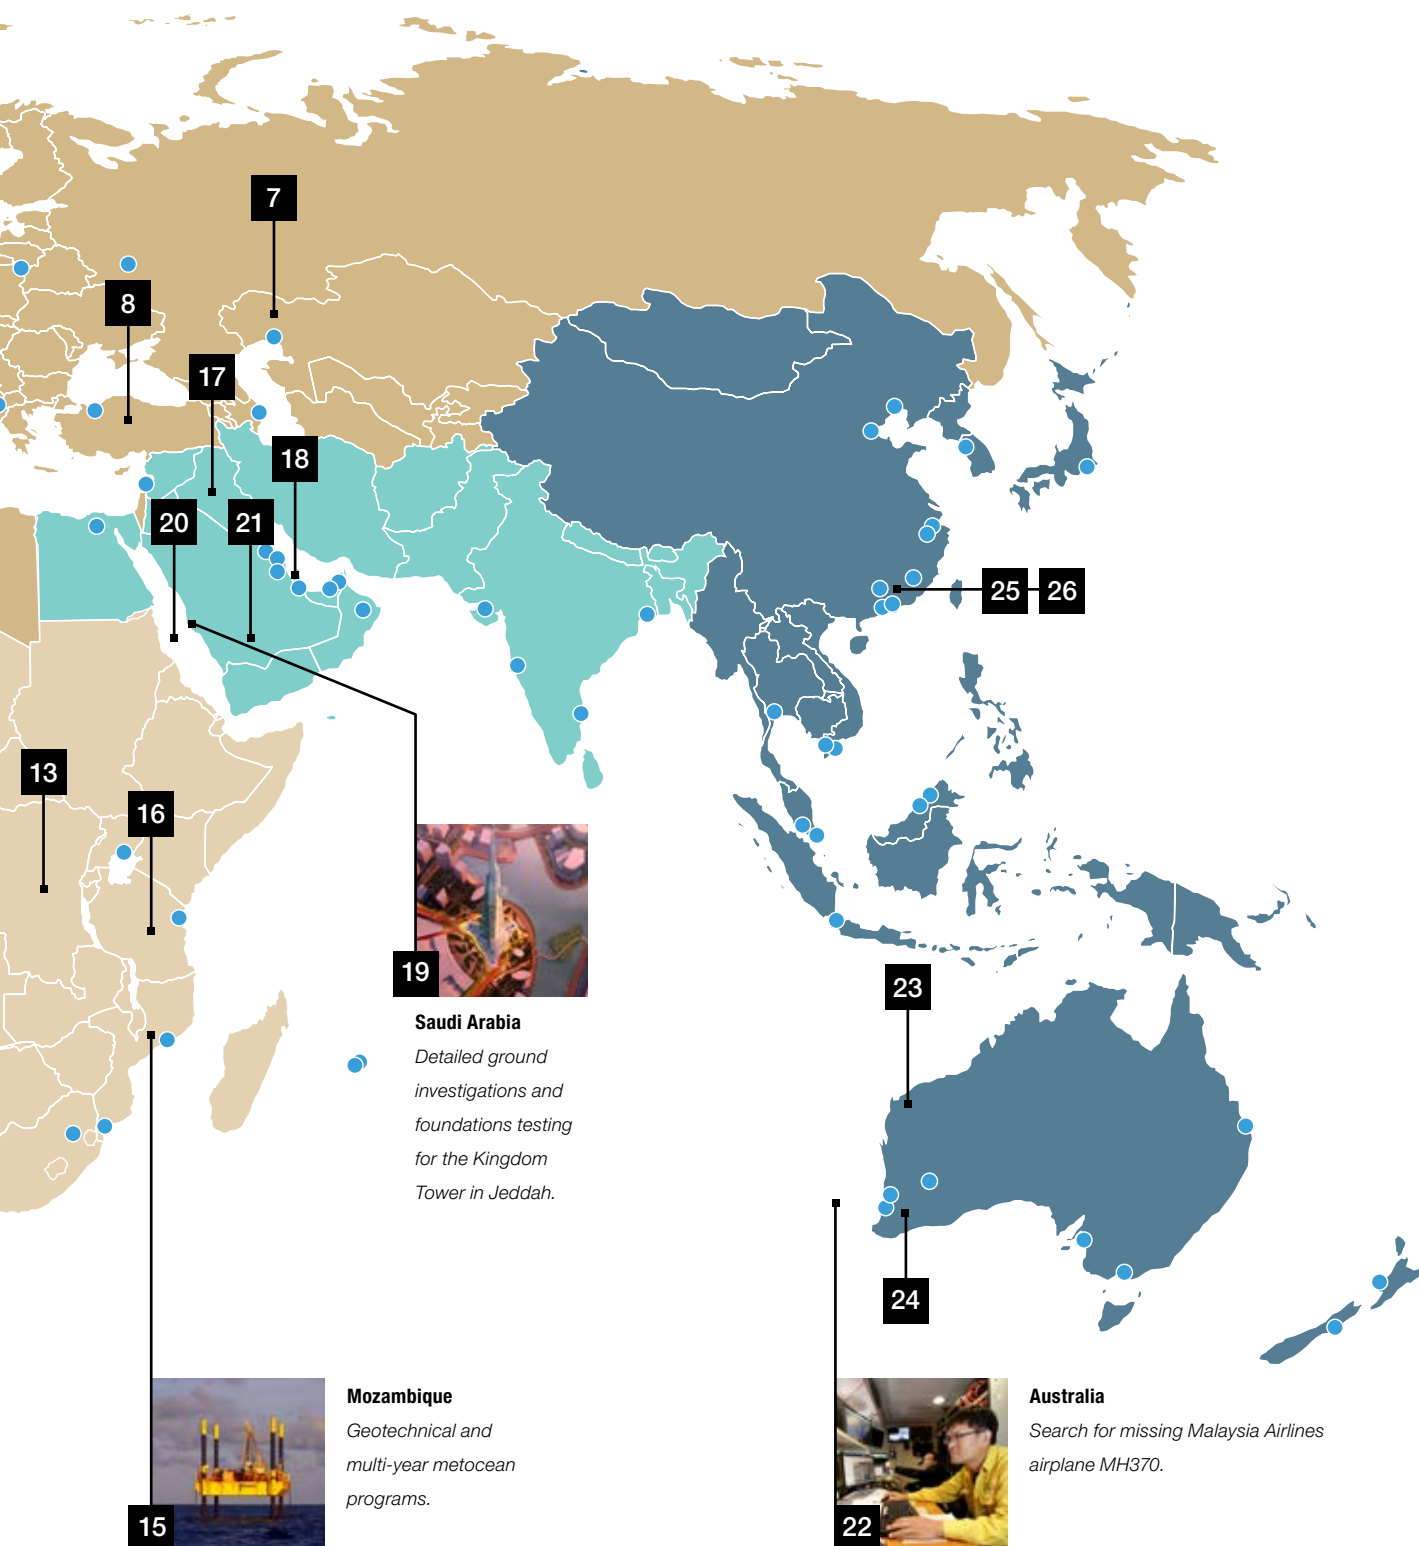 7
8
17
18
20
21
25
26
13
16
19
23
Saudi Arabia
Detailed ground
investigations and
foundations testing
for the Kingdom
Tower in Jeddah.
24
15
Mozambique
Geotechnical and
multi-year metocean
programs.
22
Australia
Search for missing Malaysia Airlines
airplane MH370.